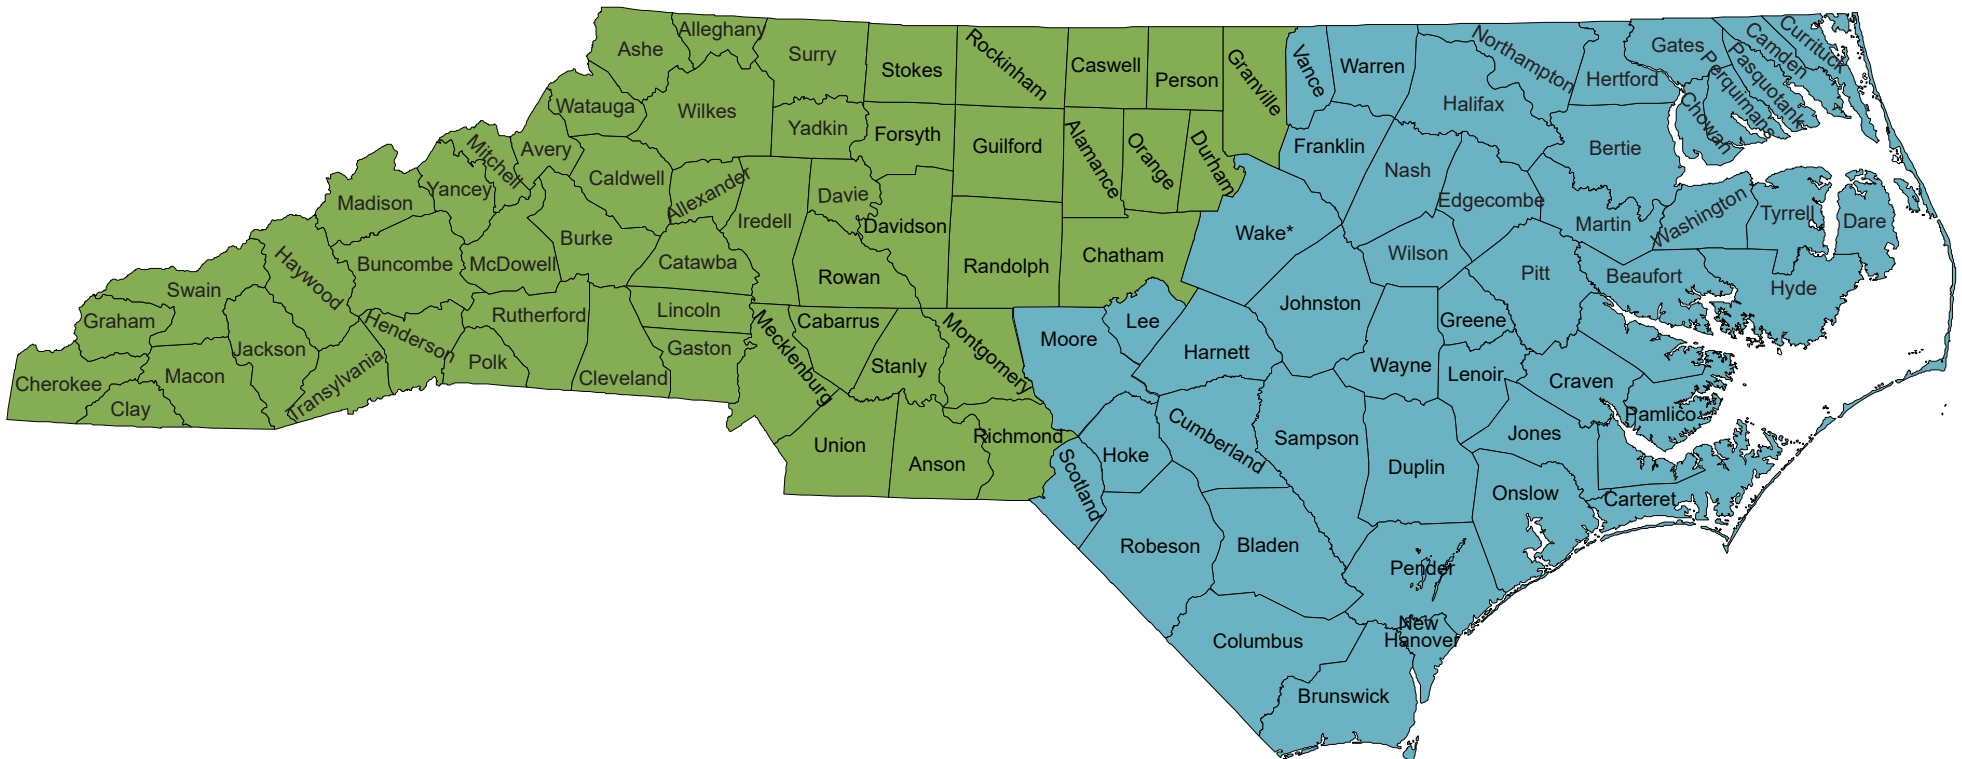 Ashe
Alleghany
Surry
Stokes
Rockingham
Caswell
Person
Granville
Vance
Warren
Northampton
Hertford
Gates
Camden
Currituck
Pasquotank
Perquimans
Chowan
Watauga
Wilkes
Yadkin
Forsyth
Guilford
Alamance
Orange
Durham
Franklin
Halifax
Nash
Edgecombe
Bertie
Mitchell
Avery
Caldwell
Allexander
Iredell
Davie
Davidson
Madison
Yancey
Martin
Washington
Tyrrell
Dare
Haywood
Buncombe
McDowell
Burke
Catawba
Rowan
Randolph
Chatham
Wake*
Wilson
Pitt
Beaufort
Hyde
Swain
Graham
Jackson
Henderson
Rutherford
Lincoln
Mecklenburg
Cabarrus
Stanly
Montgomery
Moore
Lee
Harnett
Johnston
Greene
Wayne
Lenoir
Craven
Pamlico
Cherokee
Clay
Macon
Transylvania
Polk
Cleveland
Gaston
Union
Anson
Richmond
Scotland
Hoke
Cumberland
Sampson
Duplin
Jones
Onslow
Carteret
Robeson
Bladen
Pender
New
Hanover
Columbus
Brunswick